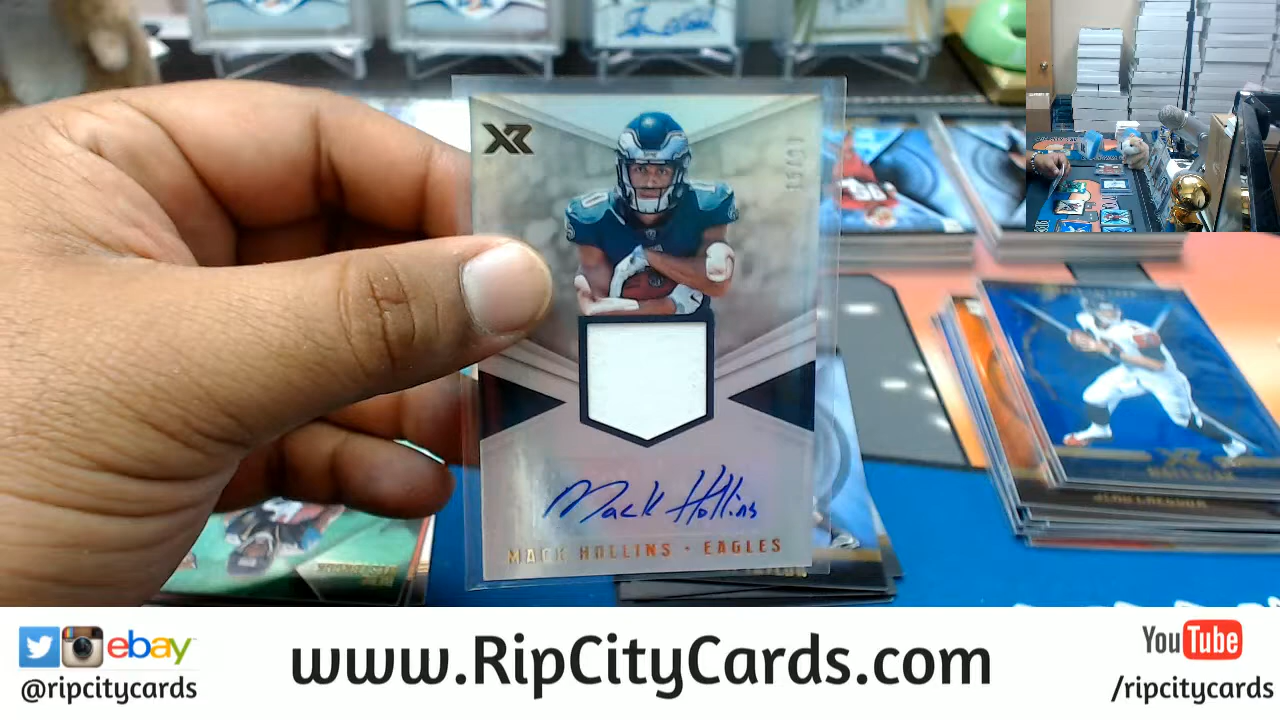 XR
Mack Hollins
MACK HOLLINS · EAGLES
ebay
@ripcitycards
www.RipCityCards.com
YouTube
/ripcitycards